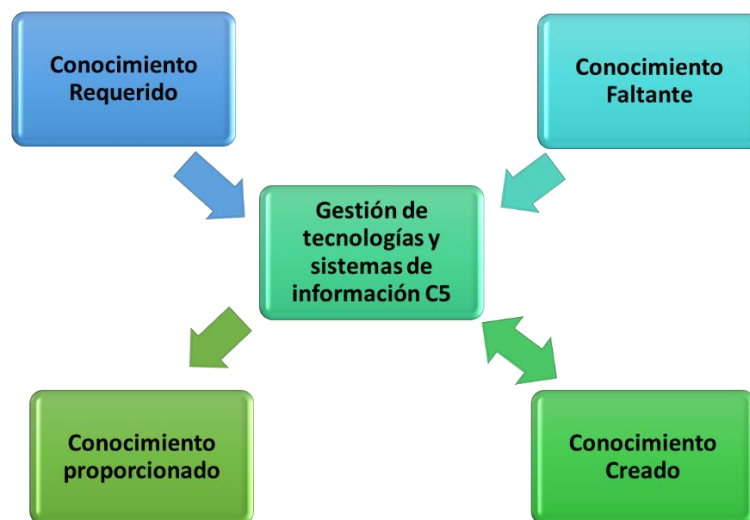 Conocimiento
Requerido
Conocimiento
Faltante
Gestión de
tecnologías y
sistemas de
información C5
Conocimiento
proporcionado
Conocimiento
Creado